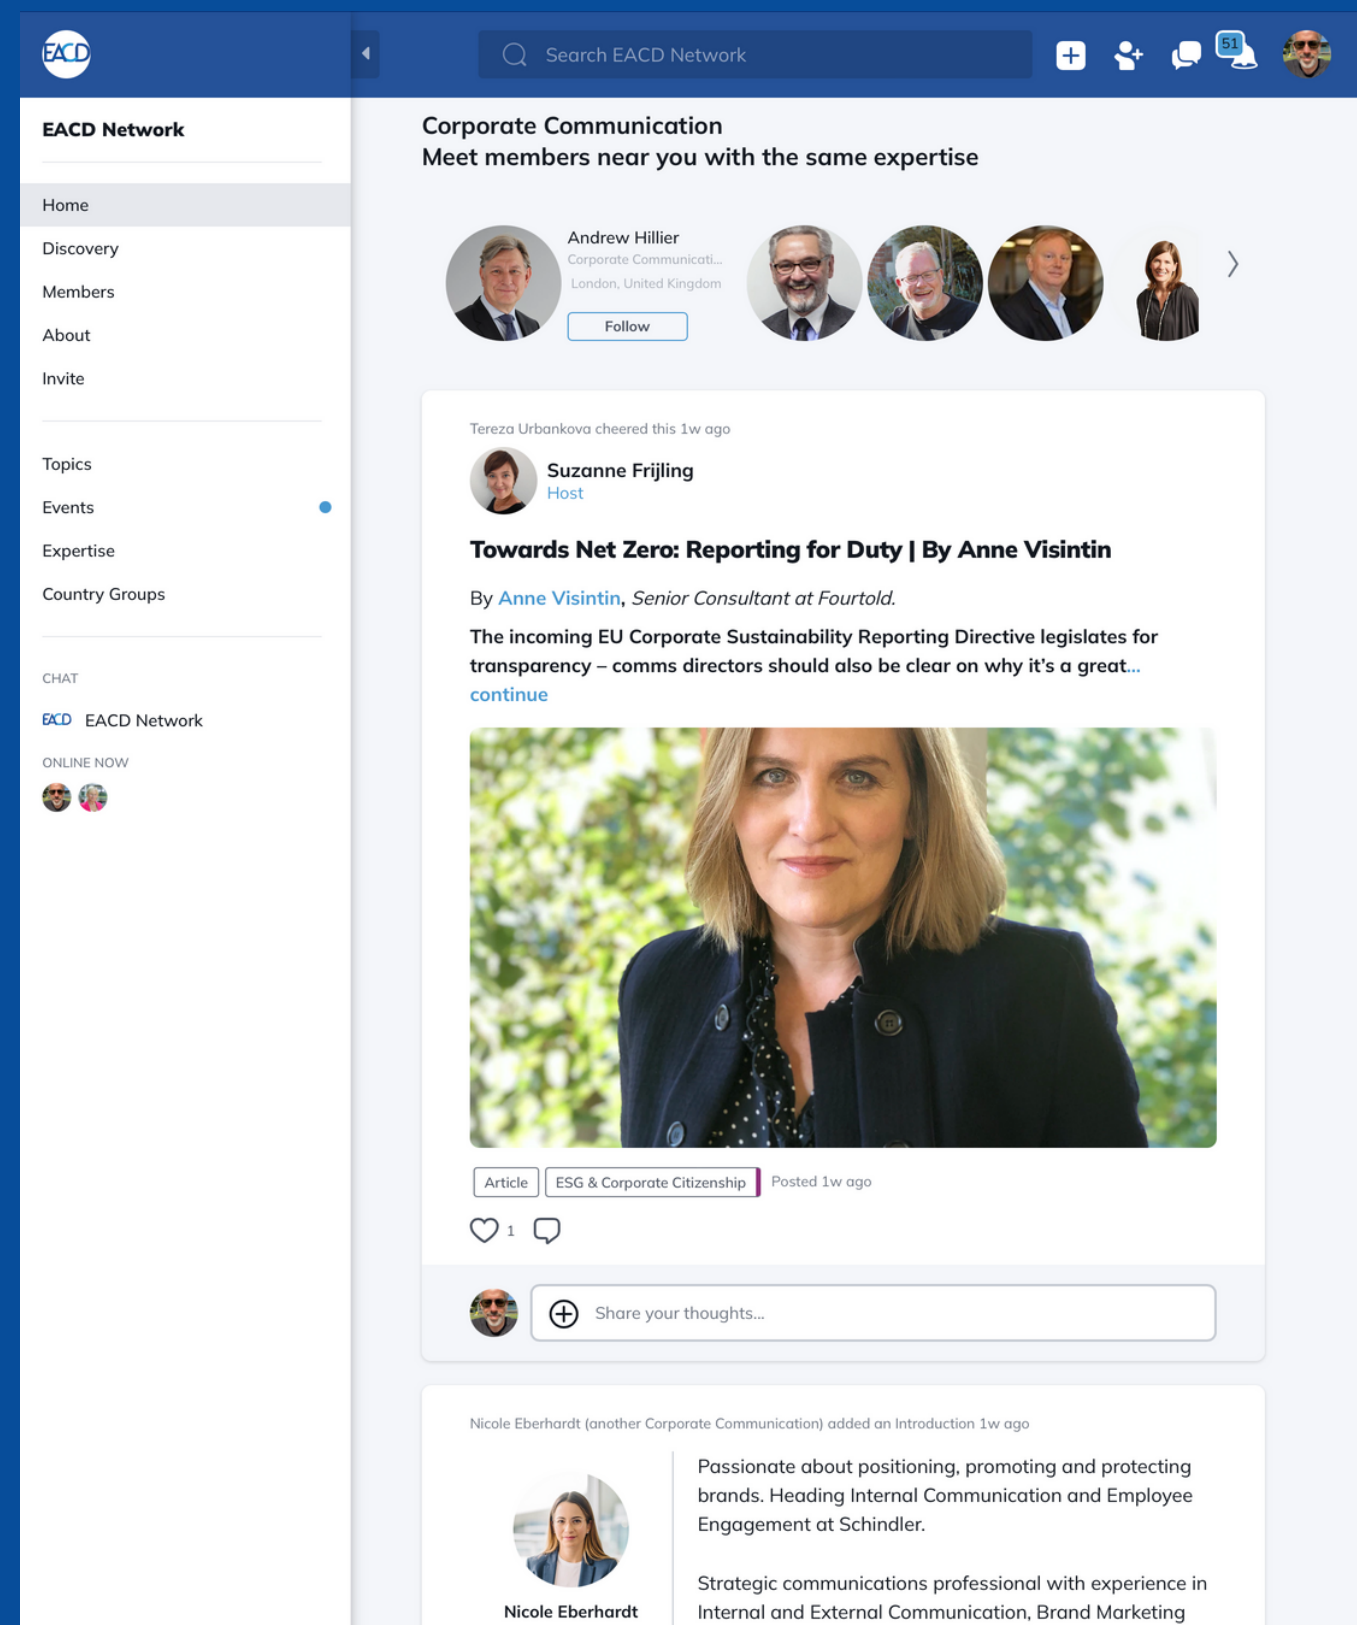 EACD
Search EACD Network
51
EACD Network
Home
Discovery
Members
About
Invite
Topics
Events
Expertise
Country Groups
CHAT
EACD EACD Network
ONLINE NOW
Corporate Communication
Meet members near you with the same expertise
Andrew Hillier
Corporate Communicati...
London, United Kingdom
Follow
Tereza Urbankova cheered this 1w ago
Suzanne Frijling
Host
Towards Net Zero: Reporting for Duty | By Anne Visintin
By Anne Visintin, Senior Consultant at Fourtold.
The incoming EU Corporate Sustainability Reporting Directive legislates for
transparency – comms directors should also be clear on why it's a great...
continue
Article ESG & Corporate Citizenship Posted 1w ago
1
Share your thoughts...
Nicole Eberhardt (another Corporate Communication) added an Introduction 1w ago
Nicole Eberhardt
Passionate about positioning, promoting and protecting
brands. Heading Internal Communication and Employee
Engagement at Schindler.
Strategic communications professional with experience in
Internal and External Communication, Brand Marketing